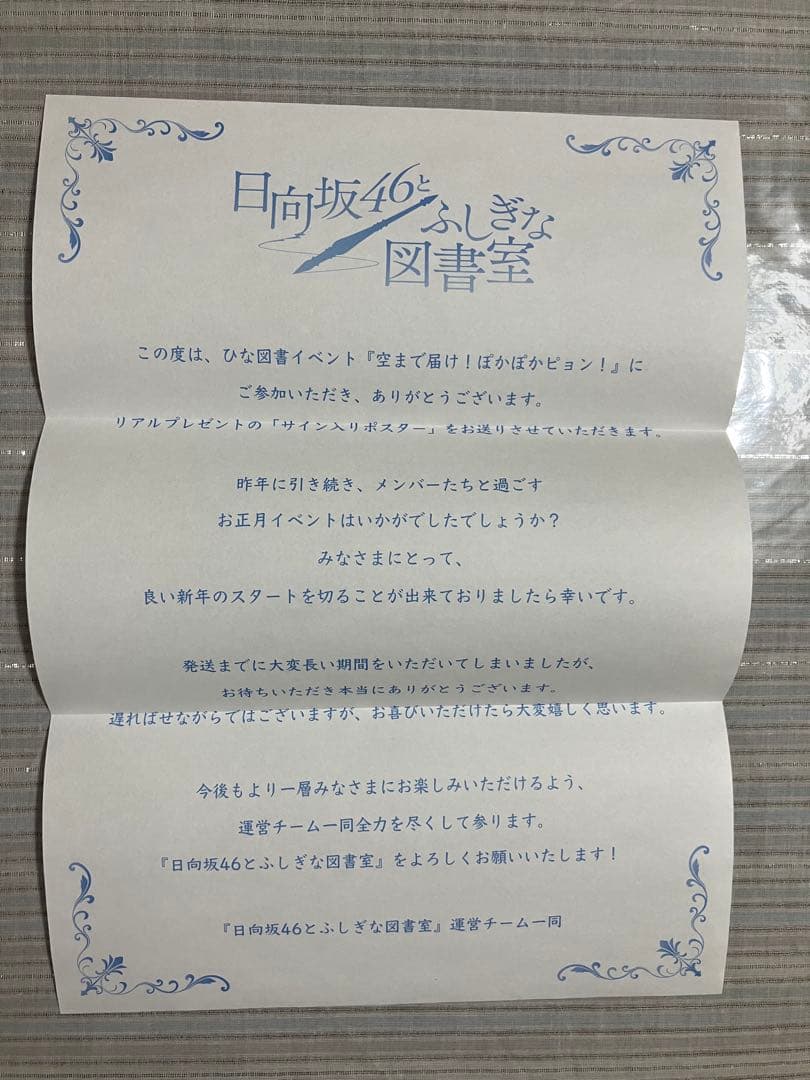 日向坂46と
ふしぎな
図書室
この度は、ひな図書イベント『空まで届け！ぽかぽかピョン！』に
ご参加いただき、ありがとうございます。
リアルプレゼントの「サイン入りポスター」をお送りさせていただきます。
昨年に引き続き、メンバーたちと過ごす
お正月イベントはいかがでしたでしょうか？
みなさまにとって、
良い新年のスタートを切ることが出来ておりましたら幸いです。
発送までに大変長い期間をいただいてしまいましたが、
お待ちいただき本当にありがとうございます。
遅ればせながらではございますが、お喜びいただけたら大変嬉しく思います。
今後もより一層みなさまにお楽しみいただけるよう、
運営チーム一同全力を尽くして参ります。
『日向坂46とふしぎな図書室』をよろしくお願いいたします！
『日向坂46とふしぎな図書室』運営チーム一同